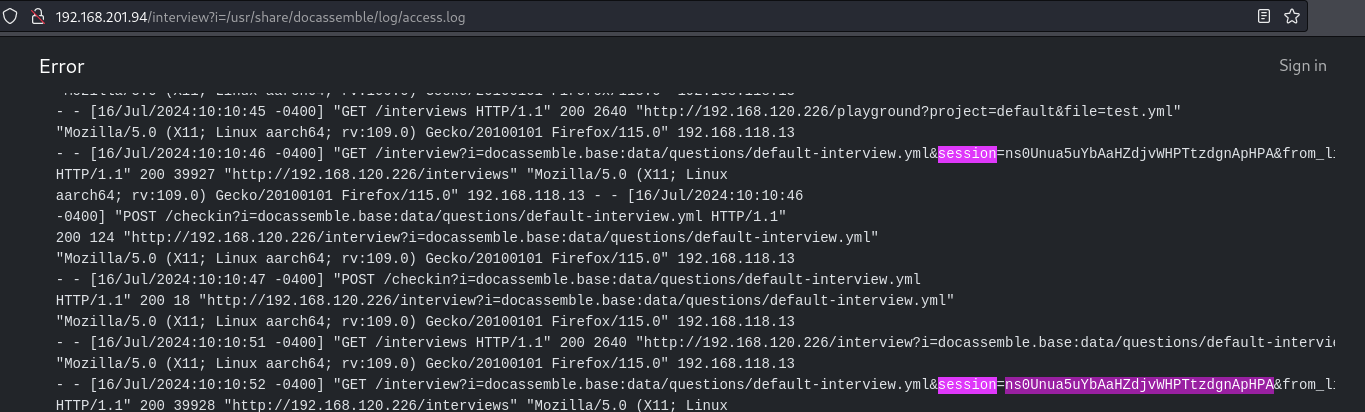 192.168.201.94/interview?i=/usr/share/docassemble/log/access.log
Error
Sign in
- - [16/Jul/2024:10:10:45 -0400] "GET /interviews HTTP/1.1" 200 2640 "http://192.168.120.226/playground?project=default&file=test.yml"
"Mozilla/5.0 (X11; Linux aarch64; rv:109.0) Gecko/20100101 Firefox/115.0" 192.168.118.13
- - [16/Jul/2024:10:10:46 -0400] "GET /interview?i=docassemble.base:data/questions/default-interview.yml&session=ns0Unua5uYbAaHZdjvWHPTtzdgnApHPA&from_li
HTTP/1.1" 200 39927 "http://192.168.120.226/interviews" "Mozilla/5.0 (X11; Linux
aarch64; rv:109.0) Gecko/20100101 Firefox/115.0" 192.168.118.13 - - [16/Jul/2024:10:10:46
-0400] "POST /checkin?i=docassemble.base:data/questions/default-interview.yml HTTP/1.1"
200 124 "http://192.168.120.226/interview?i=docassemble.base:data/questions/default-interview.yml"
"Mozilla/5.0 (X11; Linux aarch64; rv:109.0) Gecko/20100101 Firefox/115.0" 192.168.118.13
- - [16/Jul/2024:10:10:47 -0400] "POST /checkin?i=docassemble.base:data/questions/default-interview.yml
HTTP/1.1" 200 18 "http://192.168.120.226/interview?i=docassemble.base:data/questions/default-interview.yml"
"Mozilla/5.0 (X11; Linux aarch64; rv:109.0) Gecko/20100101 Firefox/115.0" 192.168.118.13
- - [16/Jul/2024:10:10:51 -0400] "GET /interviews HTTP/1.1" 200 2640 "http://192.168.120.226/interview?i=docassemble.base:data/questions/default-intervie
"Mozilla/5.0 (X11; Linux aarch64; rv:109.0) Gecko/20100101 Firefox/115.0" 192.168.118.13
- - [16/Jul/2024:10:10:52 -0400] "GET /interview?i=docassemble.base:data/questions/default-interview.yml&session=ns0Unua5uYbAaHZdjvWHPTtzdgnApHPA&from_li
HTTP/1.1" 200 39928 "http://192.168.120.226/interviews" "Mozilla/5.0 (X11; Linux